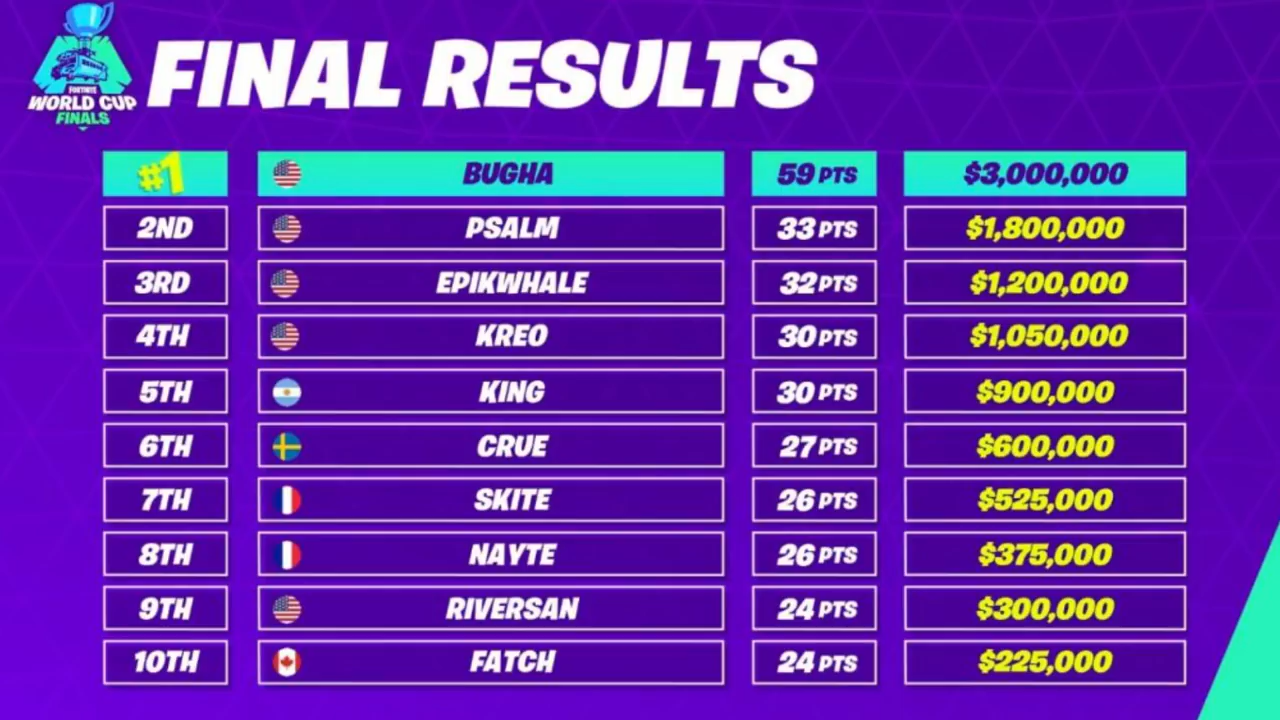 FORTNITE
WORLD CUP
FINALS
FINAL RESULTS
#1 BUGHA 59 PTS $3,000,000
2ND PSALM 33 PTS $1,800,000
3RD EPIKWHALE 32 PTS $1,200,000
4TH KREO 30 PTS $1,050,000
5TH KING 30 PTS $900,000
6TH CRUE 27 PTS $600,000
7TH SKITE 26 PTS $525,000
8TH NAYTE 26 PTS $375,000
9TH RIVERSAN 24 PTS $300,000
10TH FATCH 24 PTS $225,000